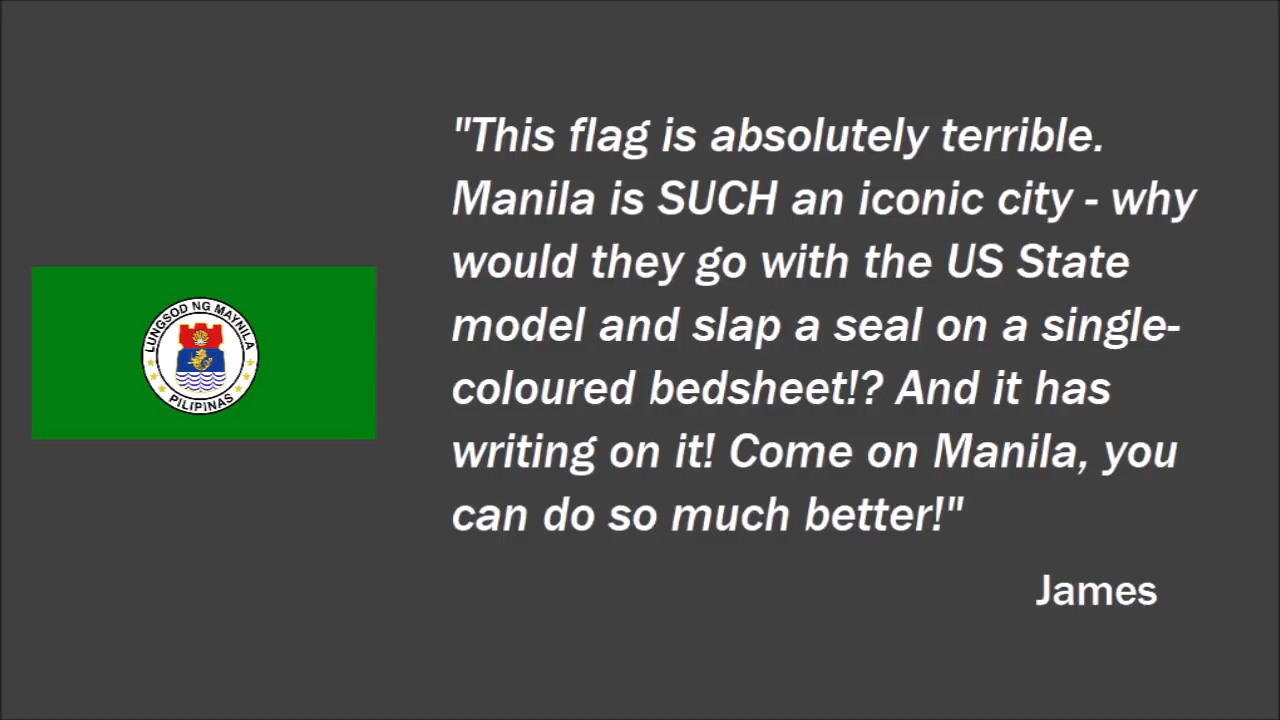 "This flag is absolutely terrible.
Manila is SUCH an iconic city - why
would they go with the US State
model and slap a seal on a single-
coloured bedsheet!? And it has
writing on it! Come on Manila, you
can do so much better!"
James
LUNGSOD NG MAYNILA
PILIPINAS